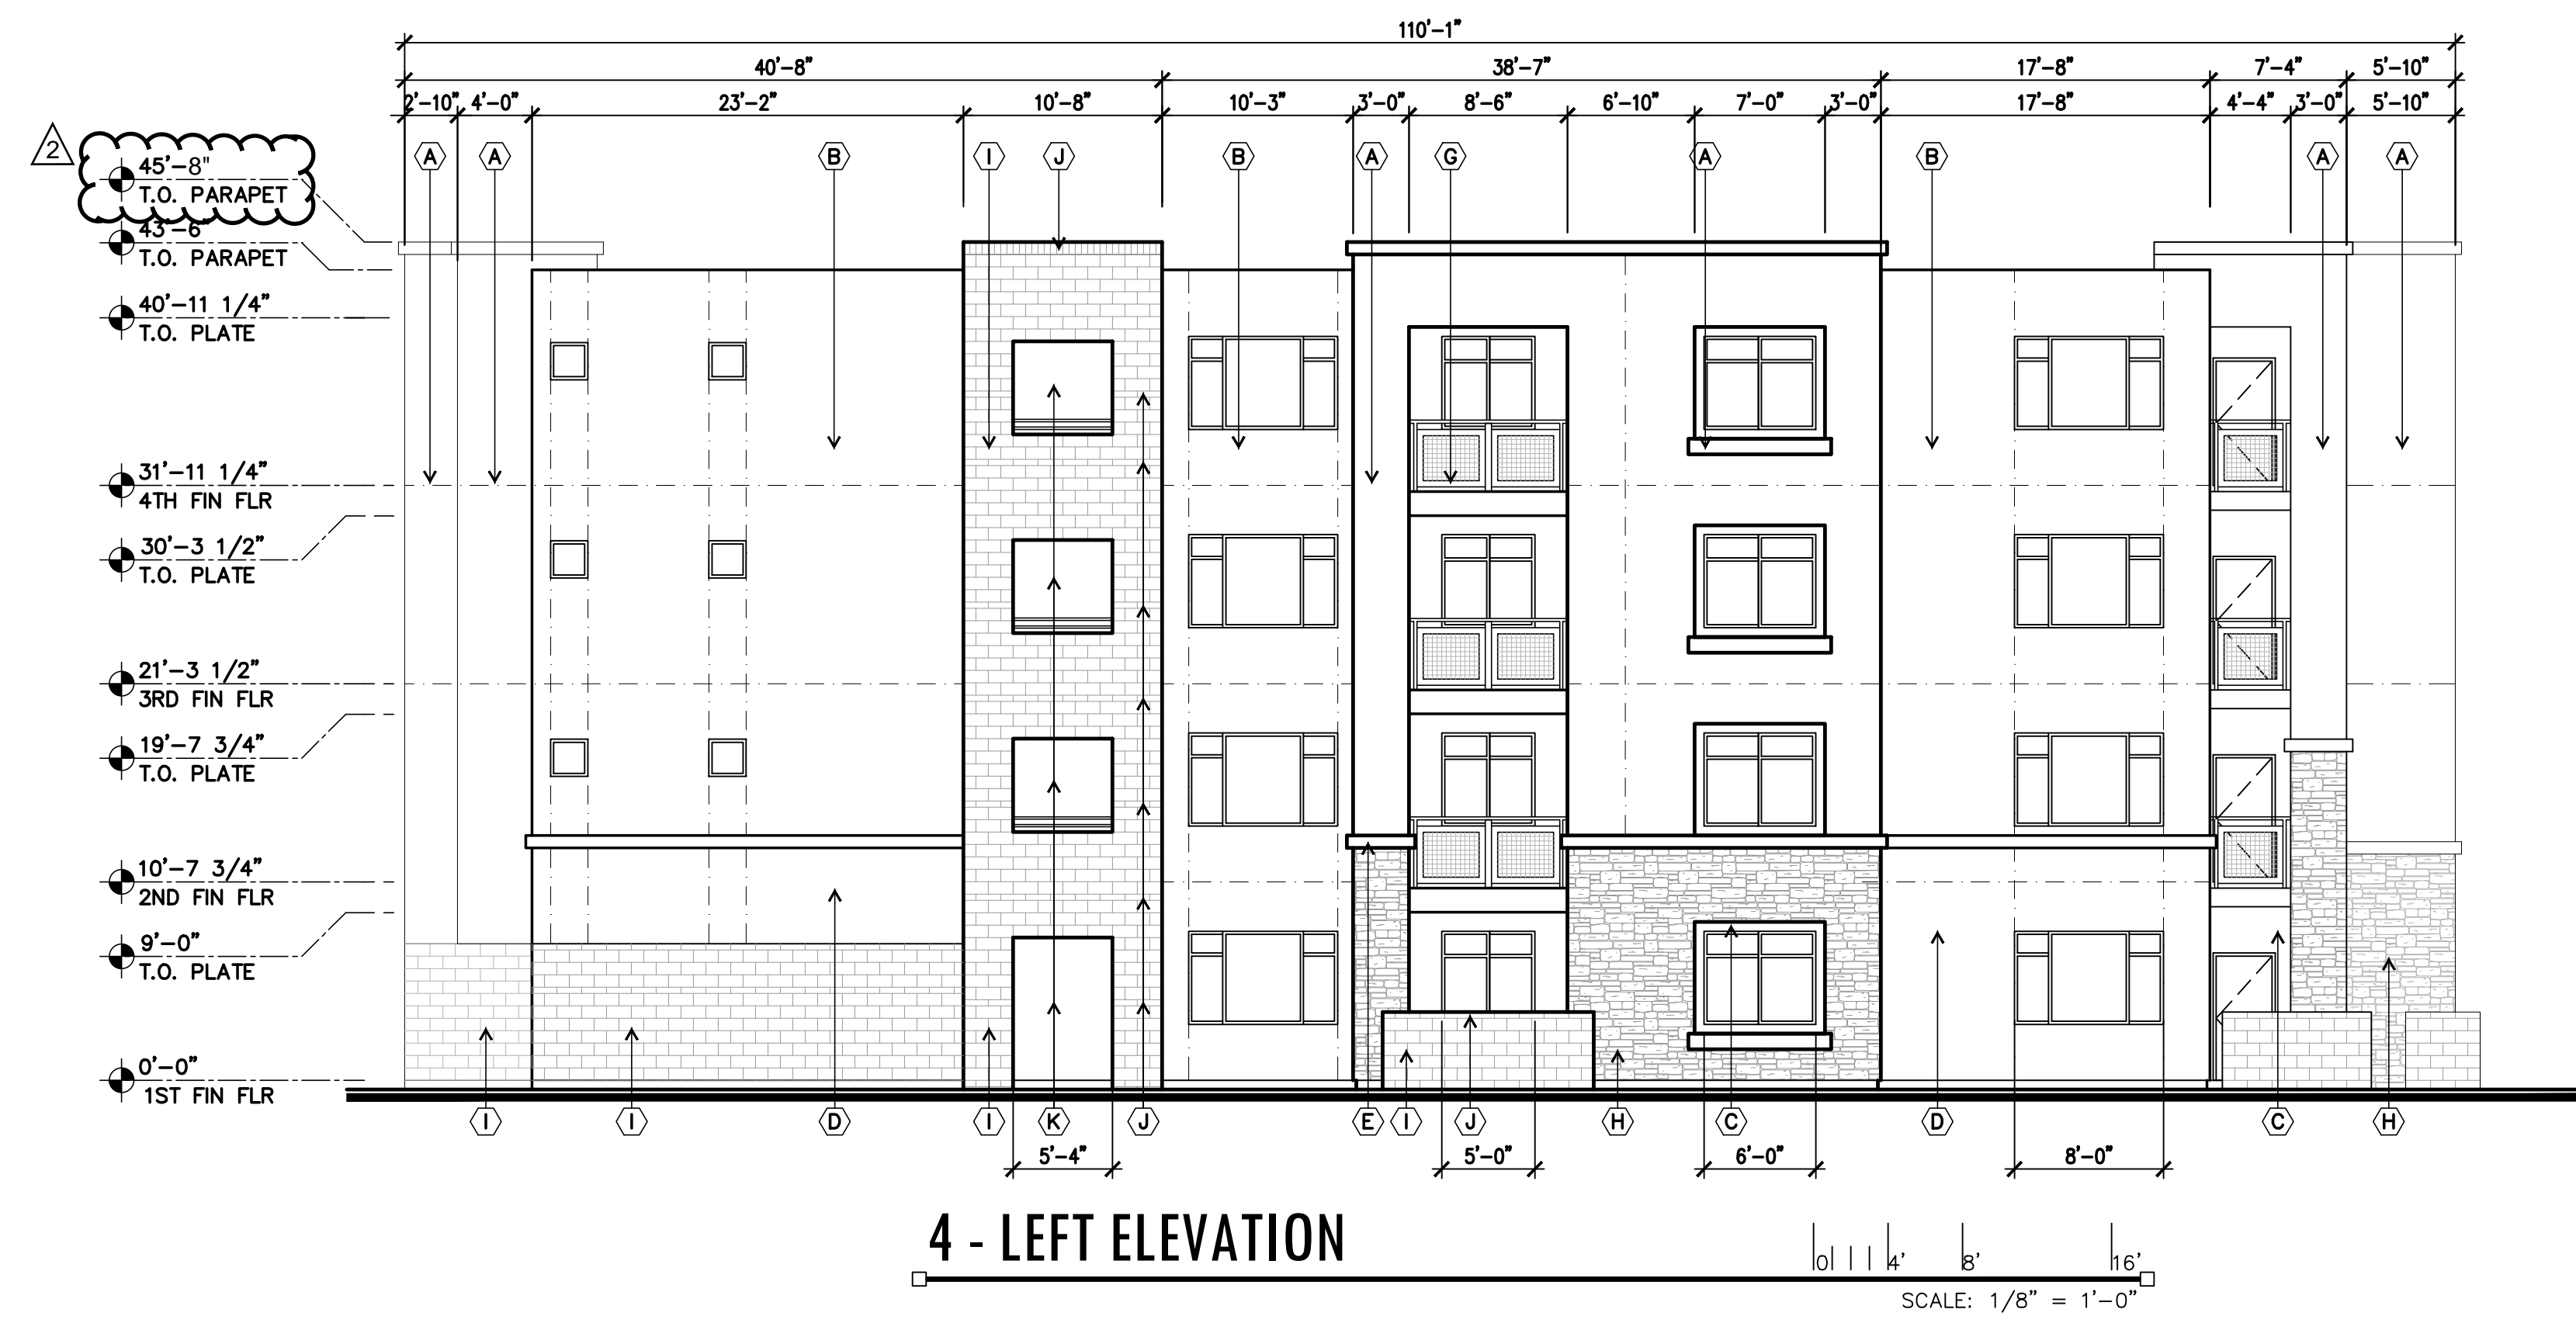 110'-1"
40'-8" 38'-7" 17'-8" 7'-4" 5'-10"
2'-10" 4'-0" 23'-2" 10'-8" 10'-3" 3'-0" 8'-6" 6'-10" 7'-0" 3'-0" 17'-8" 4'-4" 3'-0" 5'-10"
2
A A B I J B A G A B A A
45'-8"
T.O. PARAPET
43'-6"
T.O. PARAPET
40'-11 1/4"
T.O. PLATE
31'-11 1/4"
4TH FIN FLR
30'-3 1/2"
T.O. PLATE
21'-3 1/2"
3RD FIN FLR
19'-7 3/4"
T.O. PLATE
10'-7 3/4"
2ND FIN FLR
9'-0"
T.O. PLATE
0'-0"
1ST FIN FLR
I I D I K J E I J H C D C H
5'-4" 5'-0" 6'-0" 8'-0"
4 - LEFT ELEVATION
0 4' 8' 16'
SCALE: 1/8" = 1'-0"